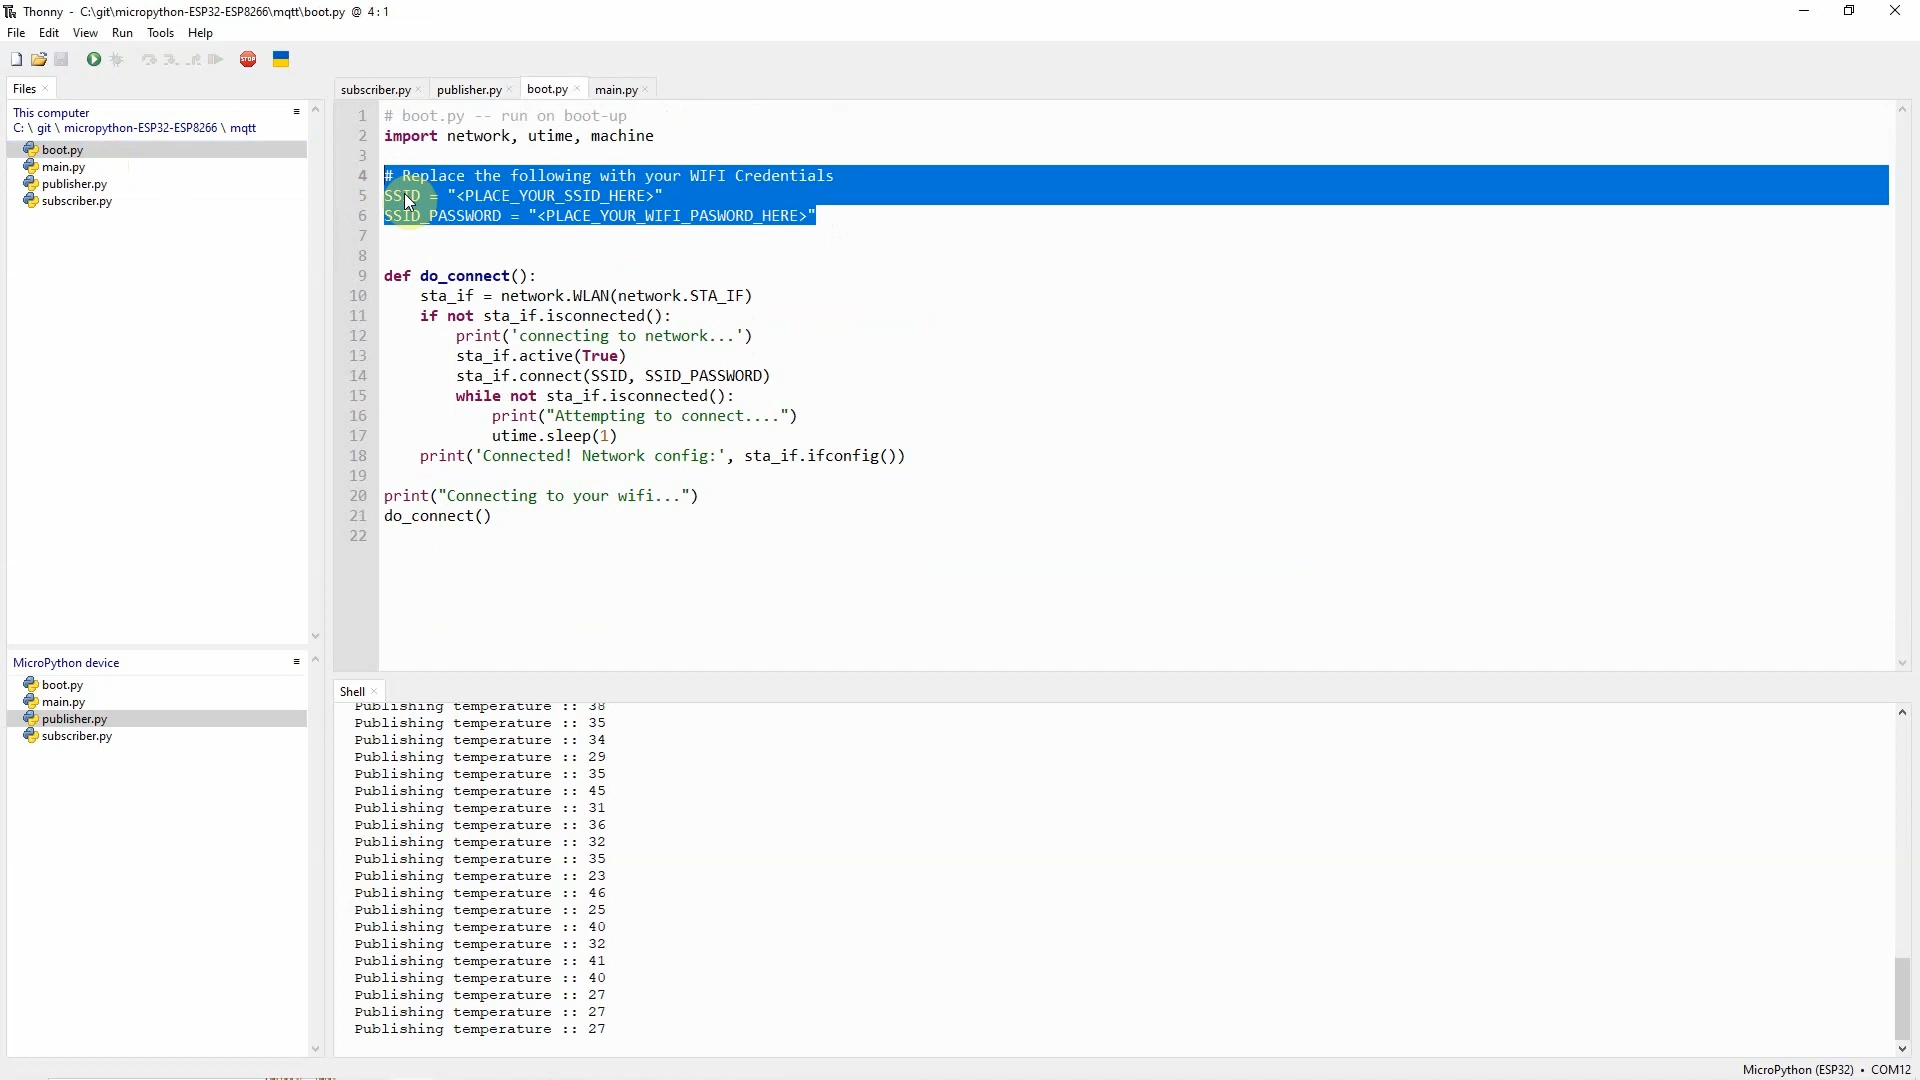 Thonny - C:\git\micropython-ESP32-ESP8266\mqtt\boot.py @ 4:1
File Edit View Run Tools Help
STOP
Files
This computer
C: \ git \ micropython-ESP32-ESP8266 \ mqtt
boot.py
main.py
publisher.py
subscriber.py
MicroPython device
boot.py
main.py
publisher.py
subscriber.py
subscriber.py publisher.py boot.py main.py
1 # boot.py -- run on boot-up
2 import network, utime, machine
3
4 # Replace the following with your WIFI Credentials
5 SSID = "<PLACE_YOUR_SSID_HERE>"
6 SSID_PASSWORD = "<PLACE_YOUR_WIFI_PASWORD_HERE>"
7
8
9 def do_connect():
10     sta_if = network.WLAN(network.STA_IF)
11     if not sta_if.isconnected():
12         print('connecting to network...')
13         sta_if.active(True)
14         sta_if.connect(SSID, SSID_PASSWORD)
15         while not sta_if.isconnected():
16             print("Attempting to connect....")
17             utime.sleep(1)
18     print('Connected! Network config:', sta_if.ifconfig())
19
20 print("Connecting to your wifi...")
21 do_connect()
22
Shell
Publishing temperature :: 38
Publishing temperature :: 35
Publishing temperature :: 34
Publishing temperature :: 29
Publishing temperature :: 35
Publishing temperature :: 45
Publishing temperature :: 31
Publishing temperature :: 36
Publishing temperature :: 32
Publishing temperature :: 35
Publishing temperature :: 23
Publishing temperature :: 46
Publishing temperature :: 25
Publishing temperature :: 40
Publishing temperature :: 32
Publishing temperature :: 41
Publishing temperature :: 40
Publishing temperature :: 27
Publishing temperature :: 27
Publishing temperature :: 27
MicroPython (ESP32) • COM12